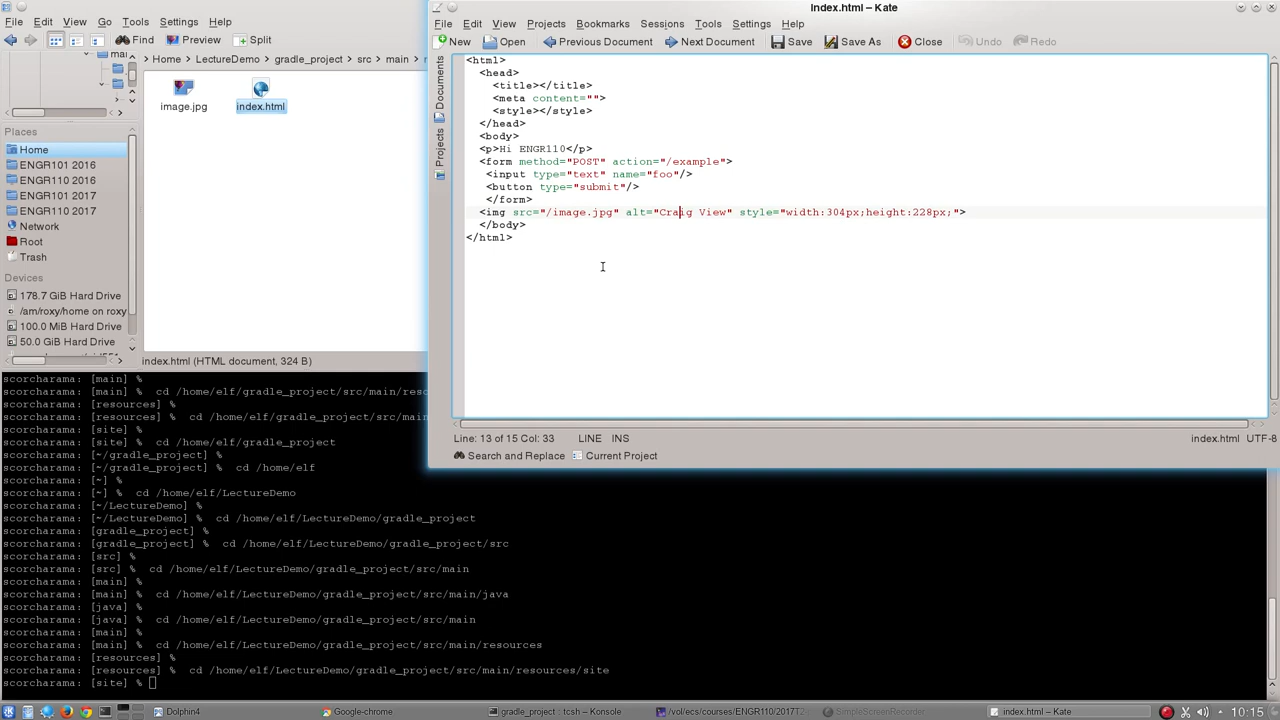 File Edit View Go Tools Settings Help
Find Preview Split
Home LectureDemo gradle_project src main
image.jpg index.html
Places
Home
ENGR101 2016
ENGR110 2016
ENGR101 2017
ENGR110 2017
Network
Root
Trash
Devices
178.7 GiB Hard Drive
/am/roxy/home on roxy
100.0 MiB Hard Drive
50.0 GiB Hard Drive
index.html (HTML document, 324 B)
index.html – Kate
File Edit View Projects Bookmarks Sessions Tools Settings Help
New Open Previous Document Next Document Save Save As Close Undo Redo
Documents
Projects
<html>
<head>
<title></title>
<meta content="">
<style></style>
</head>
<body>
<p>Hi ENGR110</p>
<form method="POST" action="/example">
<input type="text" name="foo"/>
<button type="submit"/>
</form>
<img src="/image.jpg" alt="Craig View" style="width:304px;height:228px;">
</body>
</html>
Line: 13 of 15 Col: 33 LINE INS index.html UTF-8
Search and Replace Current Project
scorcharama: [main] %
scorcharama: [main] % cd /home/elf/gradle_project/src/main/reso
scorcharama: [resources] %
scorcharama: [resources] % cd /home/elf/gradle_project/src/main
scorcharama: [site] %
scorcharama: [site] % cd /home/elf/gradle_project
scorcharama: [~/gradle_project] %
scorcharama: [~/gradle_project] % cd /home/elf
scorcharama: [~] %
scorcharama: [~] % cd /home/elf/LectureDemo
scorcharama: [~/LectureDemo] %
scorcharama: [~/LectureDemo] % cd /home/elf/LectureDemo/gradle_project
scorcharama: [gradle_project] %
scorcharama: [gradle_project] % cd /home/elf/LectureDemo/gradle_project/src
scorcharama: [src] %
scorcharama: [src] % cd /home/elf/LectureDemo/gradle_project/src/main
scorcharama: [main] %
scorcharama: [main] % cd /home/elf/LectureDemo/gradle_project/src/main/java
scorcharama: [java] %
scorcharama: [java] % cd /home/elf/LectureDemo/gradle_project/src/main
scorcharama: [main] %
scorcharama: [main] % cd /home/elf/LectureDemo/gradle_project/src/main/resources
scorcharama: [resources] %
scorcharama: [resources] % cd /home/elf/LectureDemo/gradle_project/src/main/resources/site
scorcharama: [site] %
Dolphin4 Google-chrome gradle_project : tcsh – Konsole /vol/ecs/courses/ENGR110/2017T2 SimpleScreenRecorder index.html – Kate 10:15